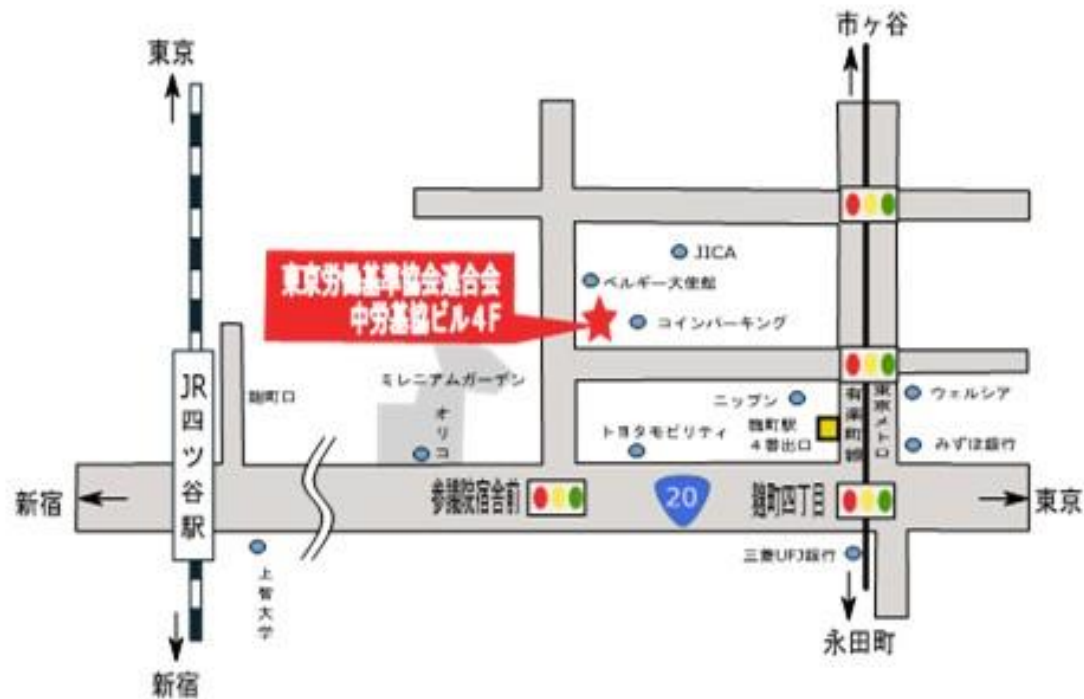 市ヶ谷
東京
JICA
ベルギー大使館
東京労働基準協会連合会
中労基協ビル4F
コインパーキング
JR四ツ谷駅
麹町口
ミレニアムガーデン
オリコ
ニップン
トヨタモビリティ
麹町駅
4番出口
有楽町線
東京メトロ
ウェルシア
みずほ銀行
新宿
参議院宿舎前
20
麹町四丁目
東京
上智大学
三菱UFJ銀行
永田町
新宿